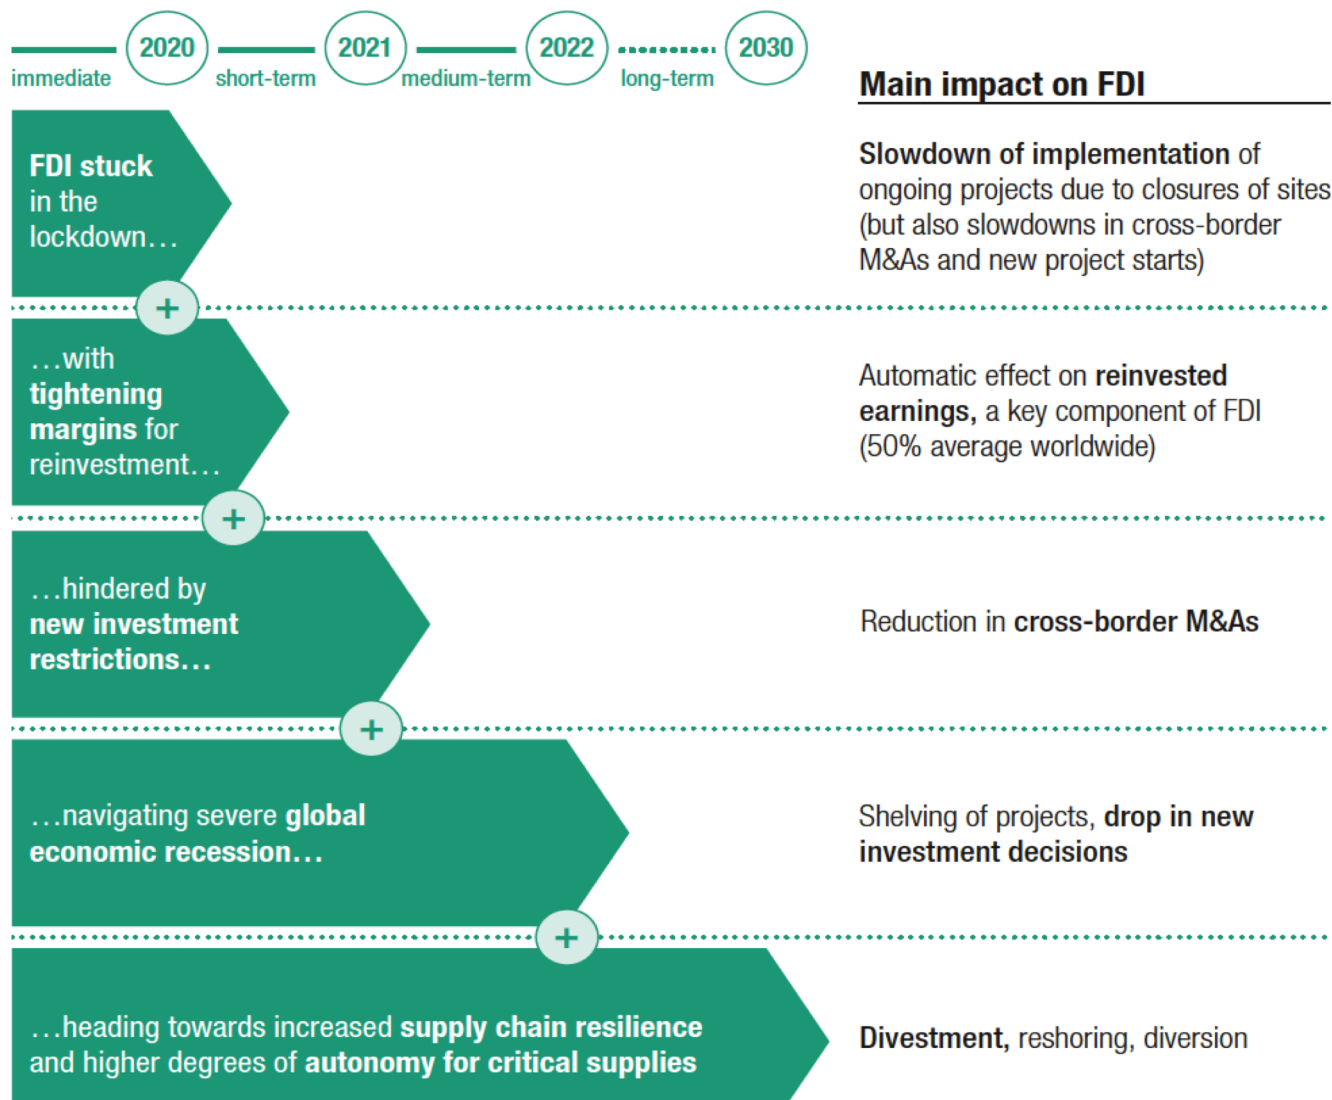 2020
2021
2022
2030
immediate
short-term
medium-term
long-term
Main impact on FDI
FDI stuck
in the
lockdown…
Slowdown of implementation of
ongoing projects due to closures of sites
(but also slowdowns in cross-border
M&As and new project starts)
+
…with
tightening
margins for
reinvestment…
Automatic effect on reinvested
earnings, a key component of FDI
(50% average worldwide)
+
…hindered by
new investment
restrictions…
Reduction in cross-border M&As
+
…navigating severe global
economic recession…
Shelving of projects, drop in new
investment decisions
+
…heading towards increased supply chain resilience
and higher degrees of autonomy for critical supplies
Divestment, reshoring, diversion